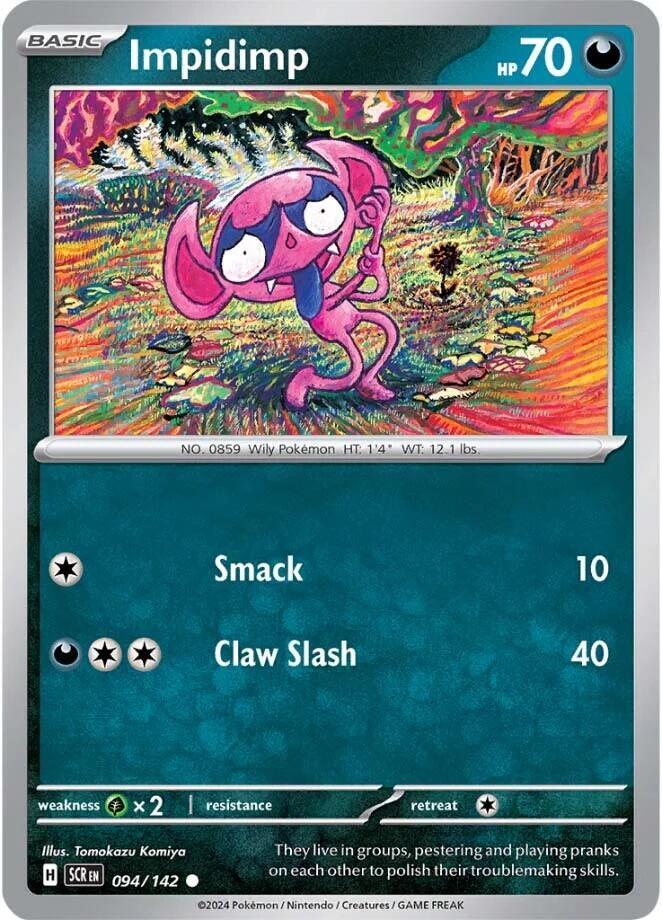 BASIC
Impidimp
HP 70
NO. 0859 Wily Pokémon HT: 1'4" WT: 12.1 lbs.
Smack 10
Claw Slash 40
weakness ×2 resistance retreat
Illus. Tomokazu Komiya
They live in groups, pestering and playing pranks
on each other to polish their troublemaking skills.
H SCR EN 094/142
©2024 Pokémon / Nintendo / Creatures / GAME FREAK